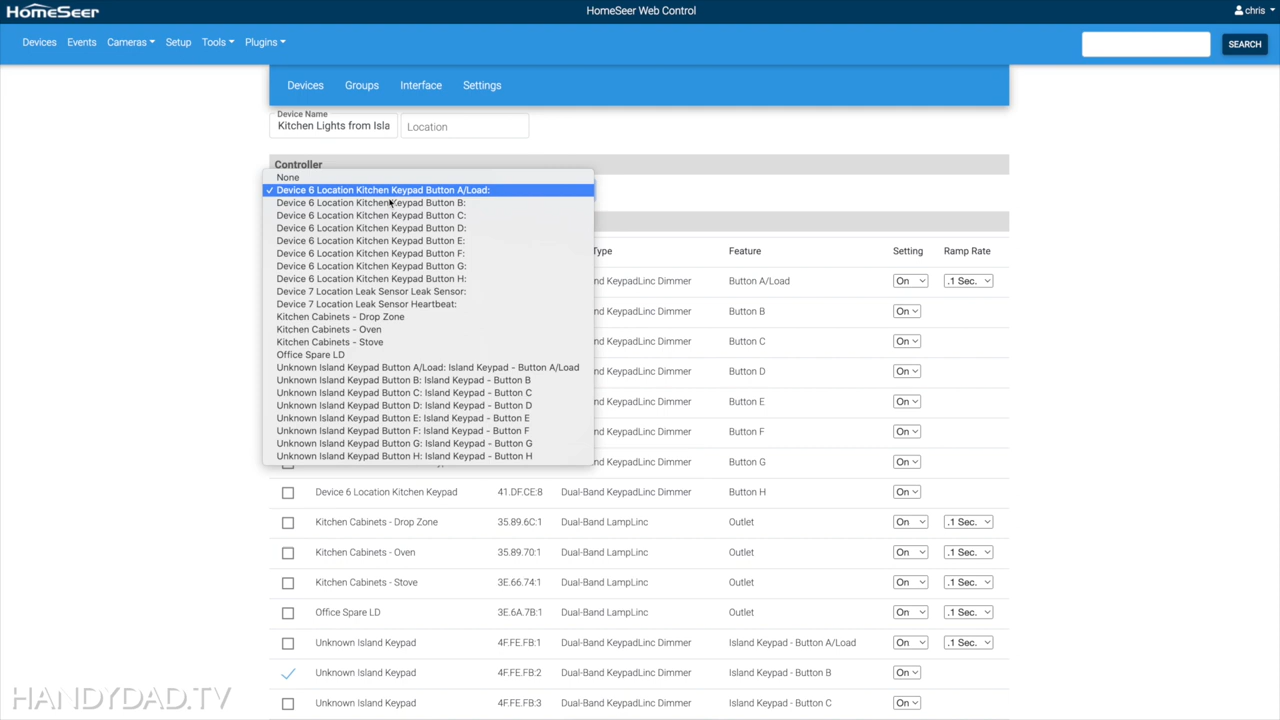 HomeSeer
HomeSeer Web Control
chris
Devices Events Cameras Setup Tools Plugins
SEARCH
Devices Groups Interface Settings
Device Name
Kitchen Lights from Isla
Location
Controller
None
✓ Device 6 Location Kitchen Keypad Button A/Load:
Device 6 Location Kitchen Keypad Button B:
Device 6 Location Kitchen Keypad Button C:
Device 6 Location Kitchen Keypad Button D:
Device 6 Location Kitchen Keypad Button E:
Device 6 Location Kitchen Keypad Button F:
Device 6 Location Kitchen Keypad Button G:
Device 6 Location Kitchen Keypad Button H:
Device 7 Location Leak Sensor Leak Sensor:
Device 7 Location Leak Sensor Heartbeat:
Kitchen Cabinets - Drop Zone
Kitchen Cabinets - Oven
Kitchen Cabinets - Stove
Office Spare LD
Unknown Island Keypad Button A/Load: Island Keypad - Button A/Load
Unknown Island Keypad Button B: Island Keypad - Button B
Unknown Island Keypad Button C: Island Keypad - Button C
Unknown Island Keypad Button D: Island Keypad - Button D
Unknown Island Keypad Button E: Island Keypad - Button E
Unknown Island Keypad Button F: Island Keypad - Button F
Unknown Island Keypad Button G: Island Keypad - Button G
Unknown Island Keypad Button H: Island Keypad - Button H
Type Feature Setting Ramp Rate
nd KeypadLinc Dimmer Button A/Load On .1 Sec.
nd KeypadLinc Dimmer Button B On
nd KeypadLinc Dimmer Button C On
nd KeypadLinc Dimmer Button D On
nd KeypadLinc Dimmer Button E On
nd KeypadLinc Dimmer Button F On
nd KeypadLinc Dimmer Button G On
Device 6 Location Kitchen Keypad 41.DF.CE:8 Dual-Band KeypadLinc Dimmer Button H On
Kitchen Cabinets - Drop Zone 35.89.6C:1 Dual-Band LampLinc Outlet On .1 Sec.
Kitchen Cabinets - Oven 35.89.70:1 Dual-Band LampLinc Outlet On .1 Sec.
Kitchen Cabinets - Stove 3E.66.74:1 Dual-Band LampLinc Outlet On .1 Sec.
Office Spare LD 3E.6A.7B:1 Dual-Band LampLinc Outlet On .1 Sec.
Unknown Island Keypad 4F.FE.FB:1 Dual-Band KeypadLinc Dimmer Island Keypad - Button A/Load On .1 Sec.
Unknown Island Keypad 4F.FE.FB:2 Dual-Band KeypadLinc Dimmer Island Keypad - Button B On
Unknown Island Keypad 4F.FE.FB:3 Dual-Band KeypadLinc Dimmer Island Keypad - Button C On
HANDYDAD.TV